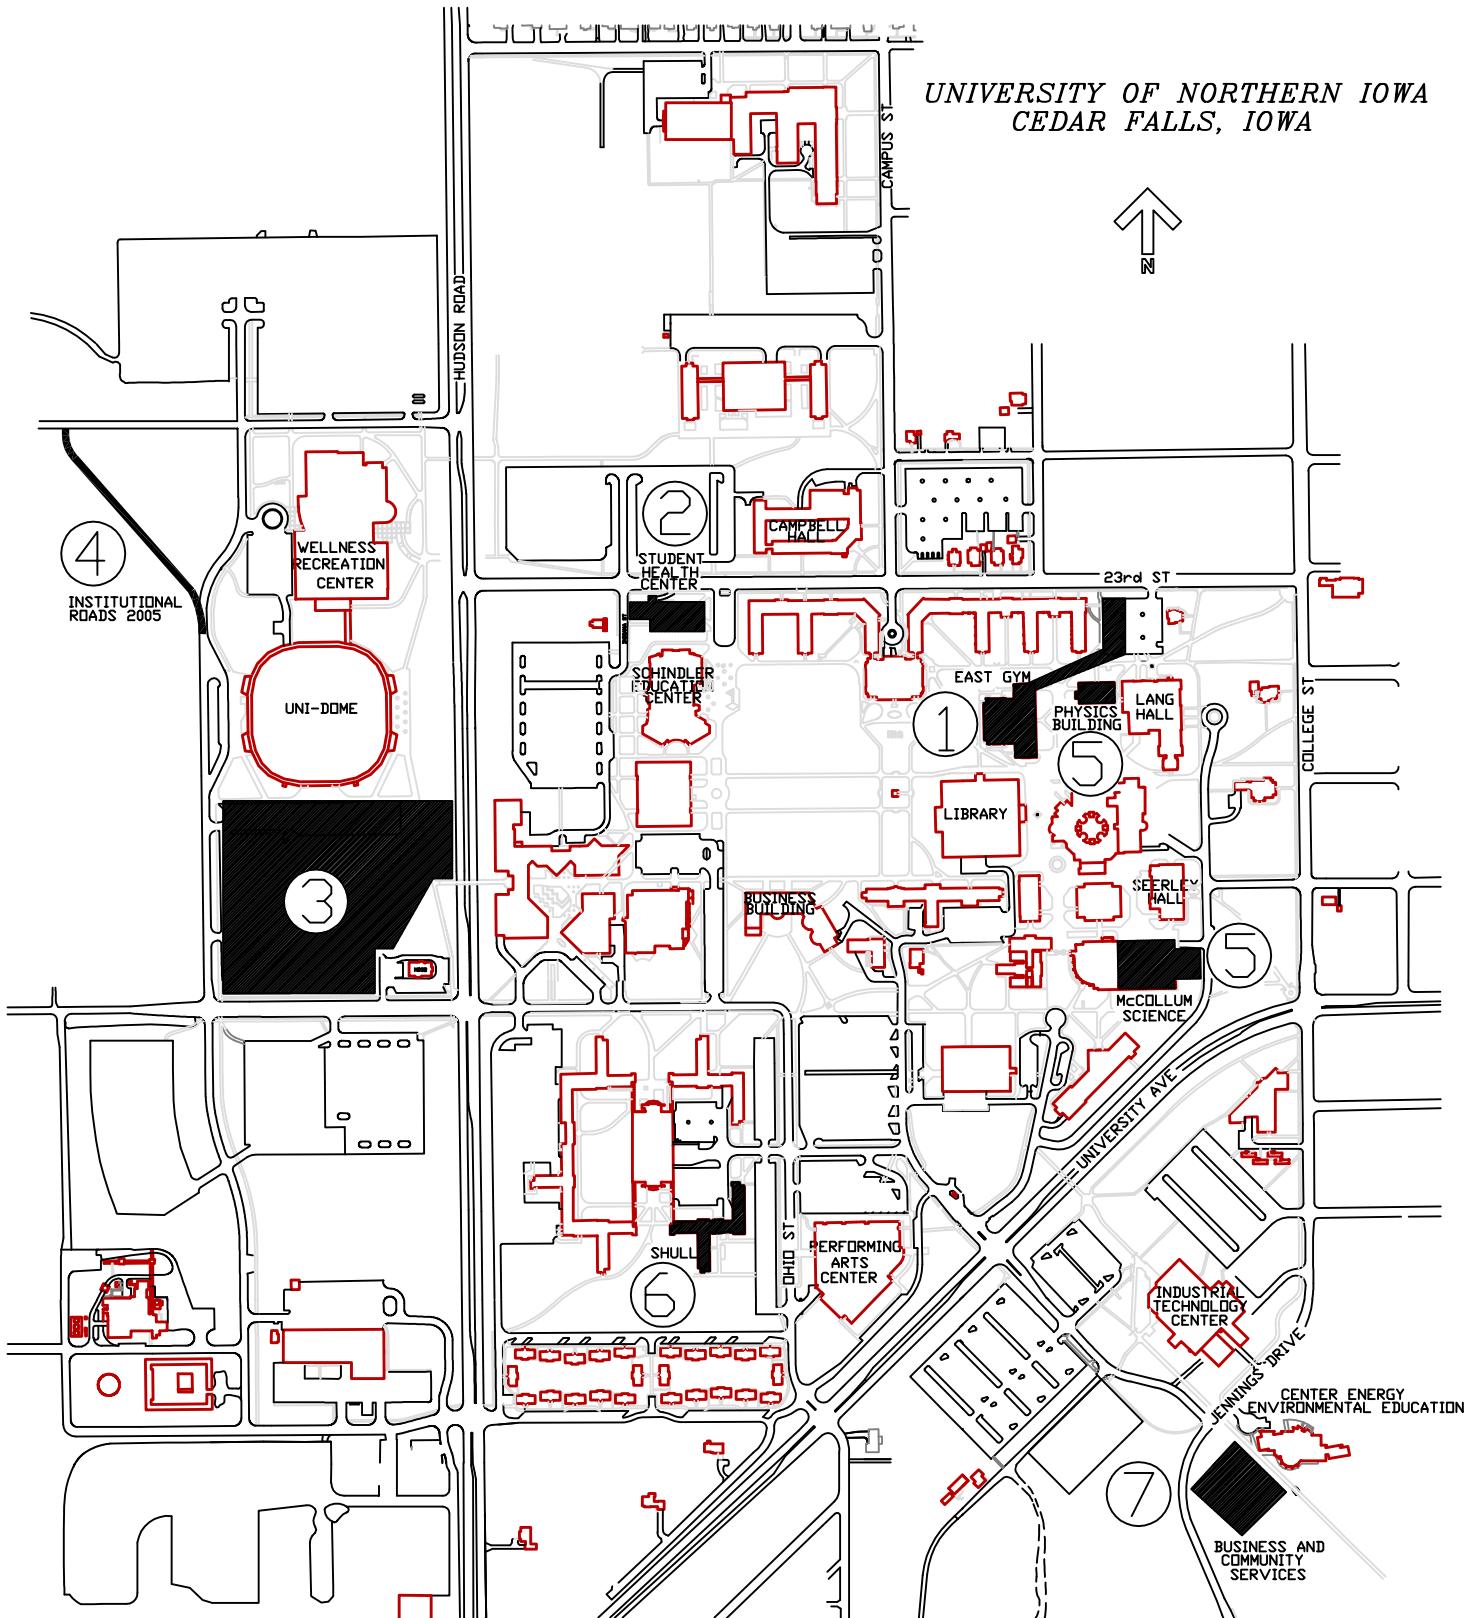 UNIVERSITY OF NORTHERN IOWA
CEDAR FALLS, IOWA
CAMPUS ST
N
HUDSON ROAD
2
STUDENT
HEALTH
CENTER
CAMPBELL
HALL
4
INSTITUTIONAL
ROADS 2005
WELLNESS
RECREATION
CENTER
23rd ST
UNI-DOME
SCHINDLER
EDUCATION
CENTER
EAST GYM
1
PHYSICS
BUILDING
5
LANG
HALL
COLLEGE ST
LIBRARY
3
BUSINESS
BUILDING
SEERLEY
HALL
5
McCOLLUM
SCIENCE
UNIVERSITY AVE
SHULL
6
OHIO ST
PERFORMING
ARTS
CENTER
INDUSTRIAL
TECHNOLOGY
CENTER
JENNINGS DRIVE
CENTER ENERGY
ENVIRONMENTAL EDUCATION
7
BUSINESS AND
COMMUNITY
SERVICES